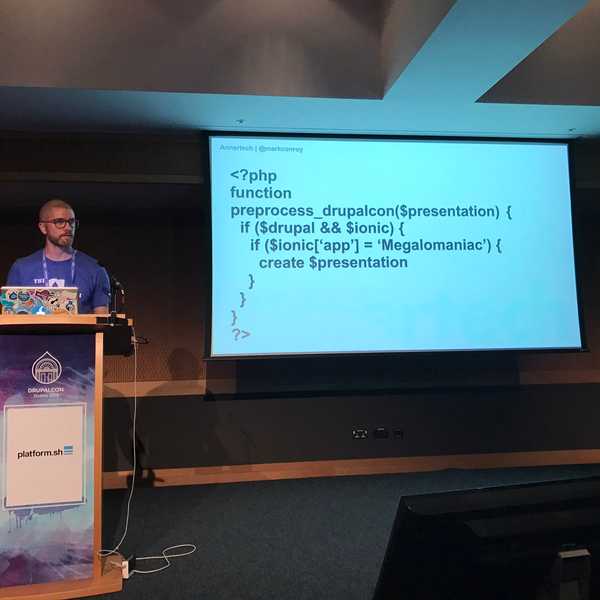 Annertech | @markconroy
<?php
function
preprocess_drupalcon($presentation) {
if ($drupal && $ionic) {
if ($ionic['app'] = 'Megalomaniac') {
create $presentation
}
}
}
?>
DRUPALCON
platform.sh